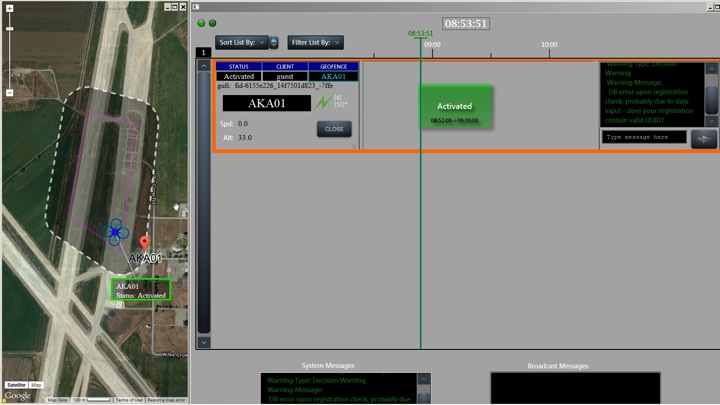 08:53:51
Sort List By:
Filter List By:
08:53:51
09:00
10:00
1
STATUS CLIENT GEOFENCE
Activated guest AKA01
gufi: fid-6155e226_14f7501d823_-7ffe
AKA01
[8]
[53]*
Spd: 0.0
Alt: 33.0
CLOSE
Activated
08:52:00->09:30:00
Warning Type: Decision
Warning
Warning Message:
DB error upon registration
check, probably due to data
input - does your registration
contain valid UUID?
Type message here
AKA01
AKA01
Status: Activated
[9]
Wilkie Crow
Satellite Map
Google
Map Data 100 m Terms of Use Report a map error
System Messages
Warning Type: Decision Warning
Warning Message:
DB error upon registration check, probably due
Broadcast Messages